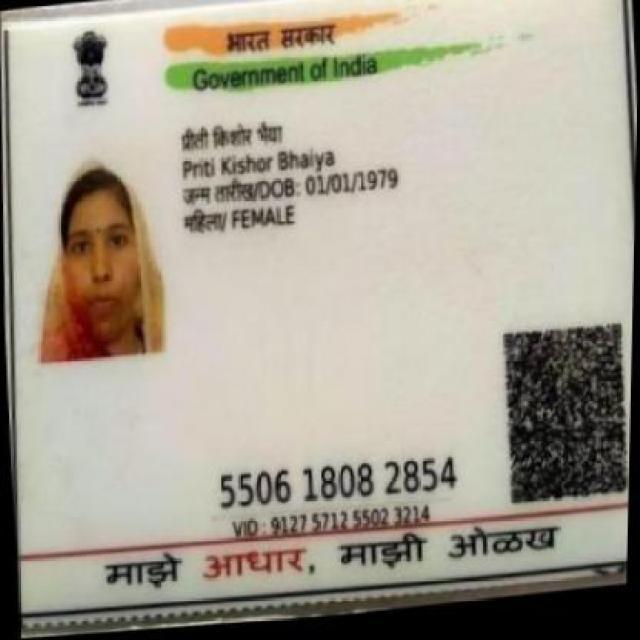 भारत सरकार
Government of India
प्रीती किशोर भैया
Priti Kishor Bhaiya
जन्म तारीख/DOB: 01/01/1979
महिला/ FEMALE
5506 1808 2854
VID : 9127 5712 5502 3214
माझे आधार, माझी ओळख